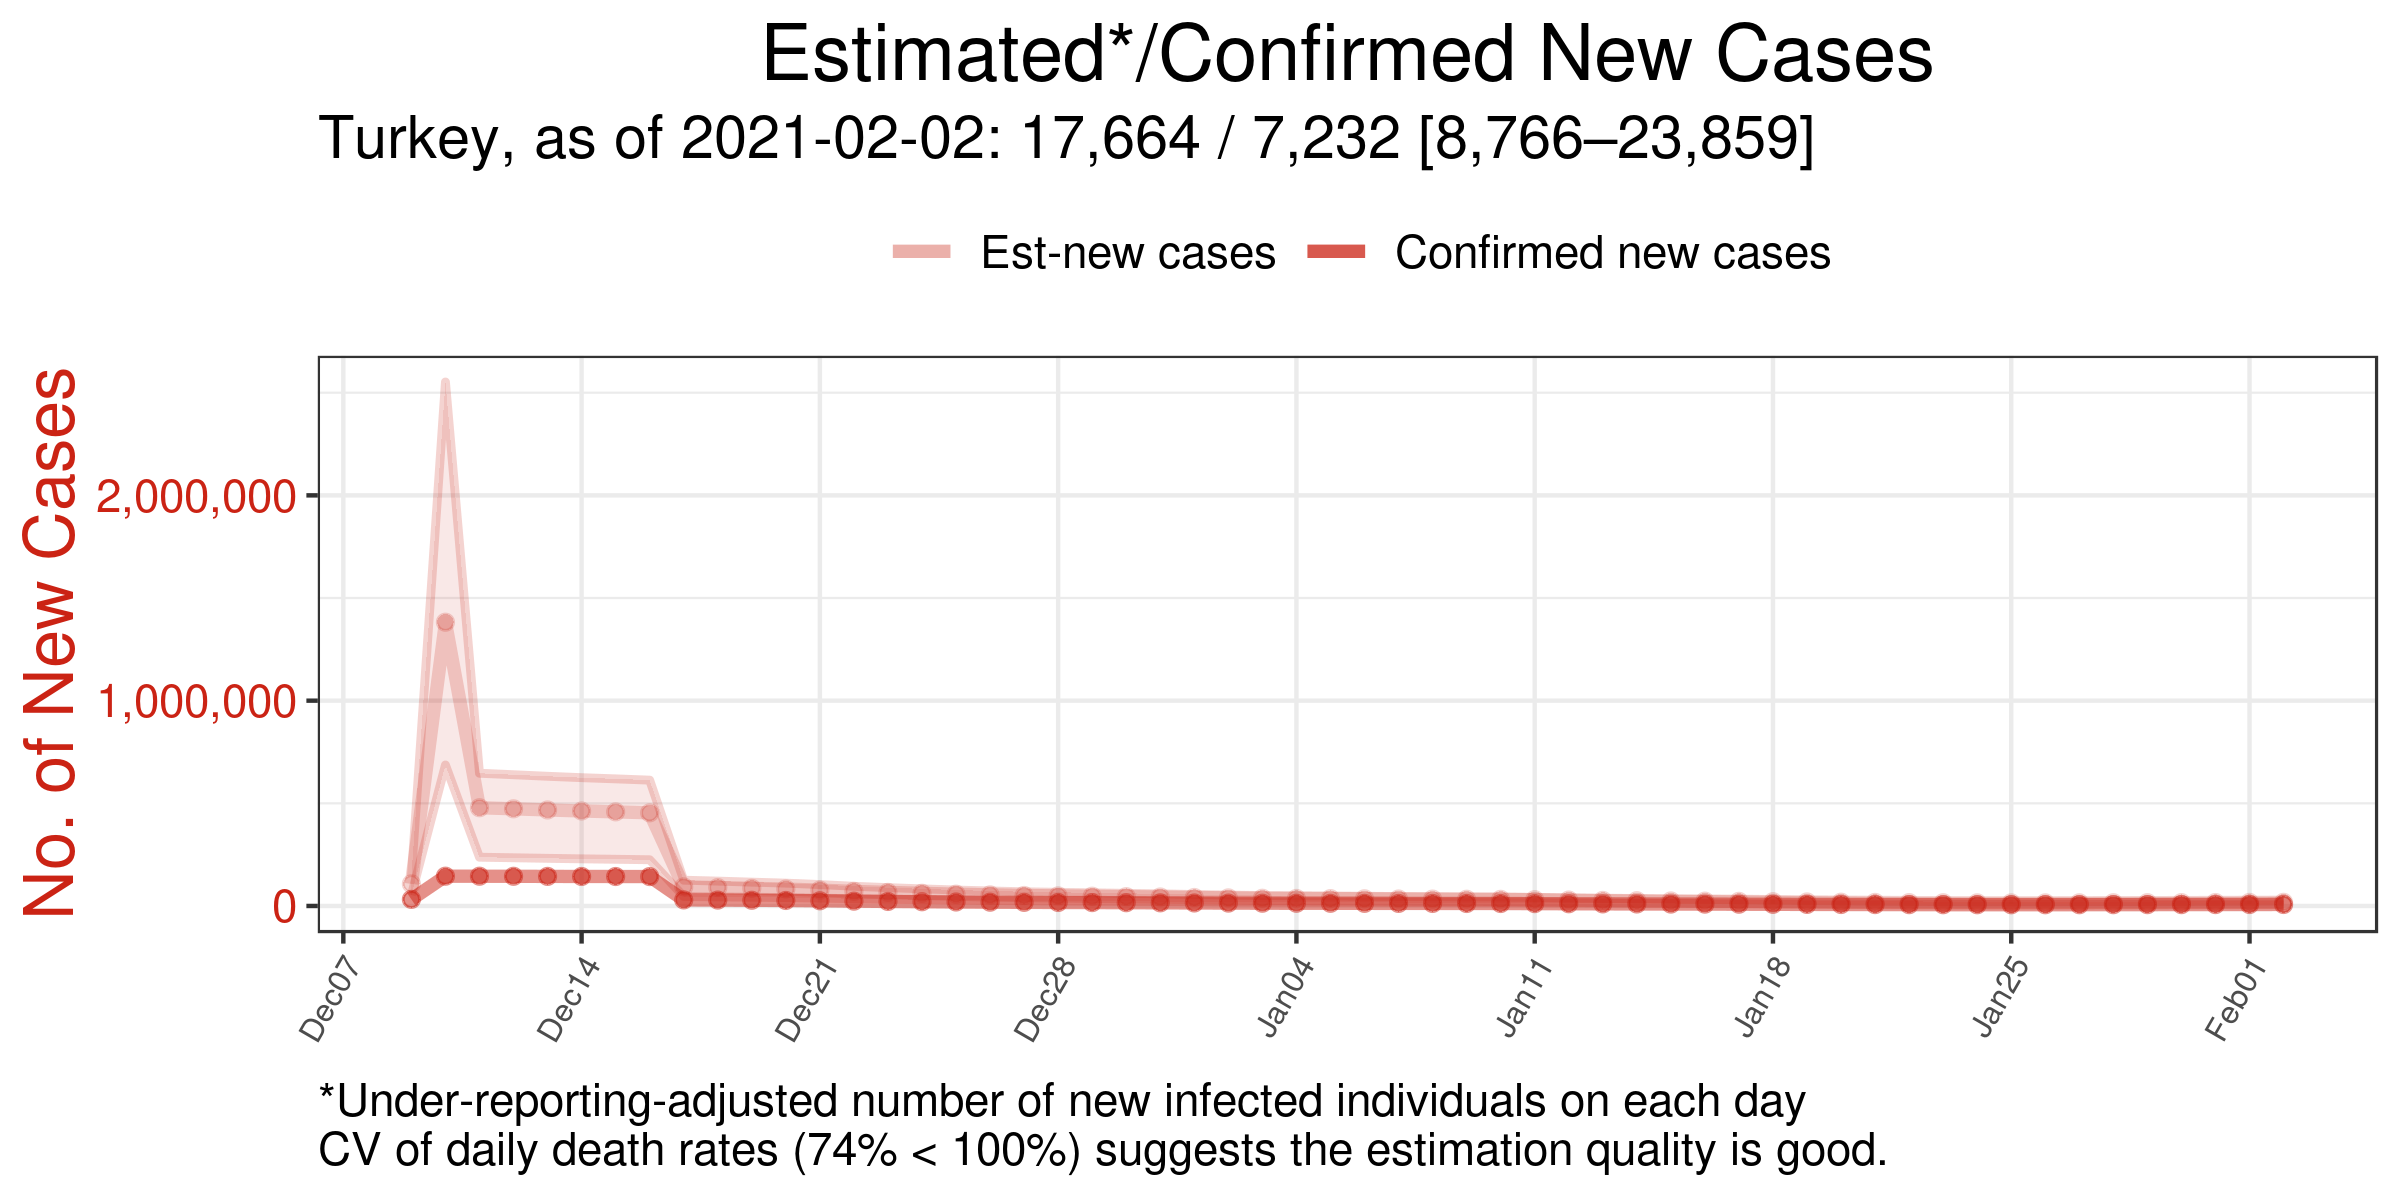 Estimated*/Confirmed New Cases
Turkey, as of 2021-02-02: 17,664 / 7,232 [8,766–23,859]
Est-new cases
Confirmed new cases
No. of New Cases
2,000,000
1,000,000
0
Dec07
Dec14
Dec21
Dec28
Jan04
Jan11
Jan18
Jan25
Feb01
*Under-reporting-adjusted number of new infected individuals on each day
CV of daily death rates (74% < 100%) suggests the estimation quality is good.